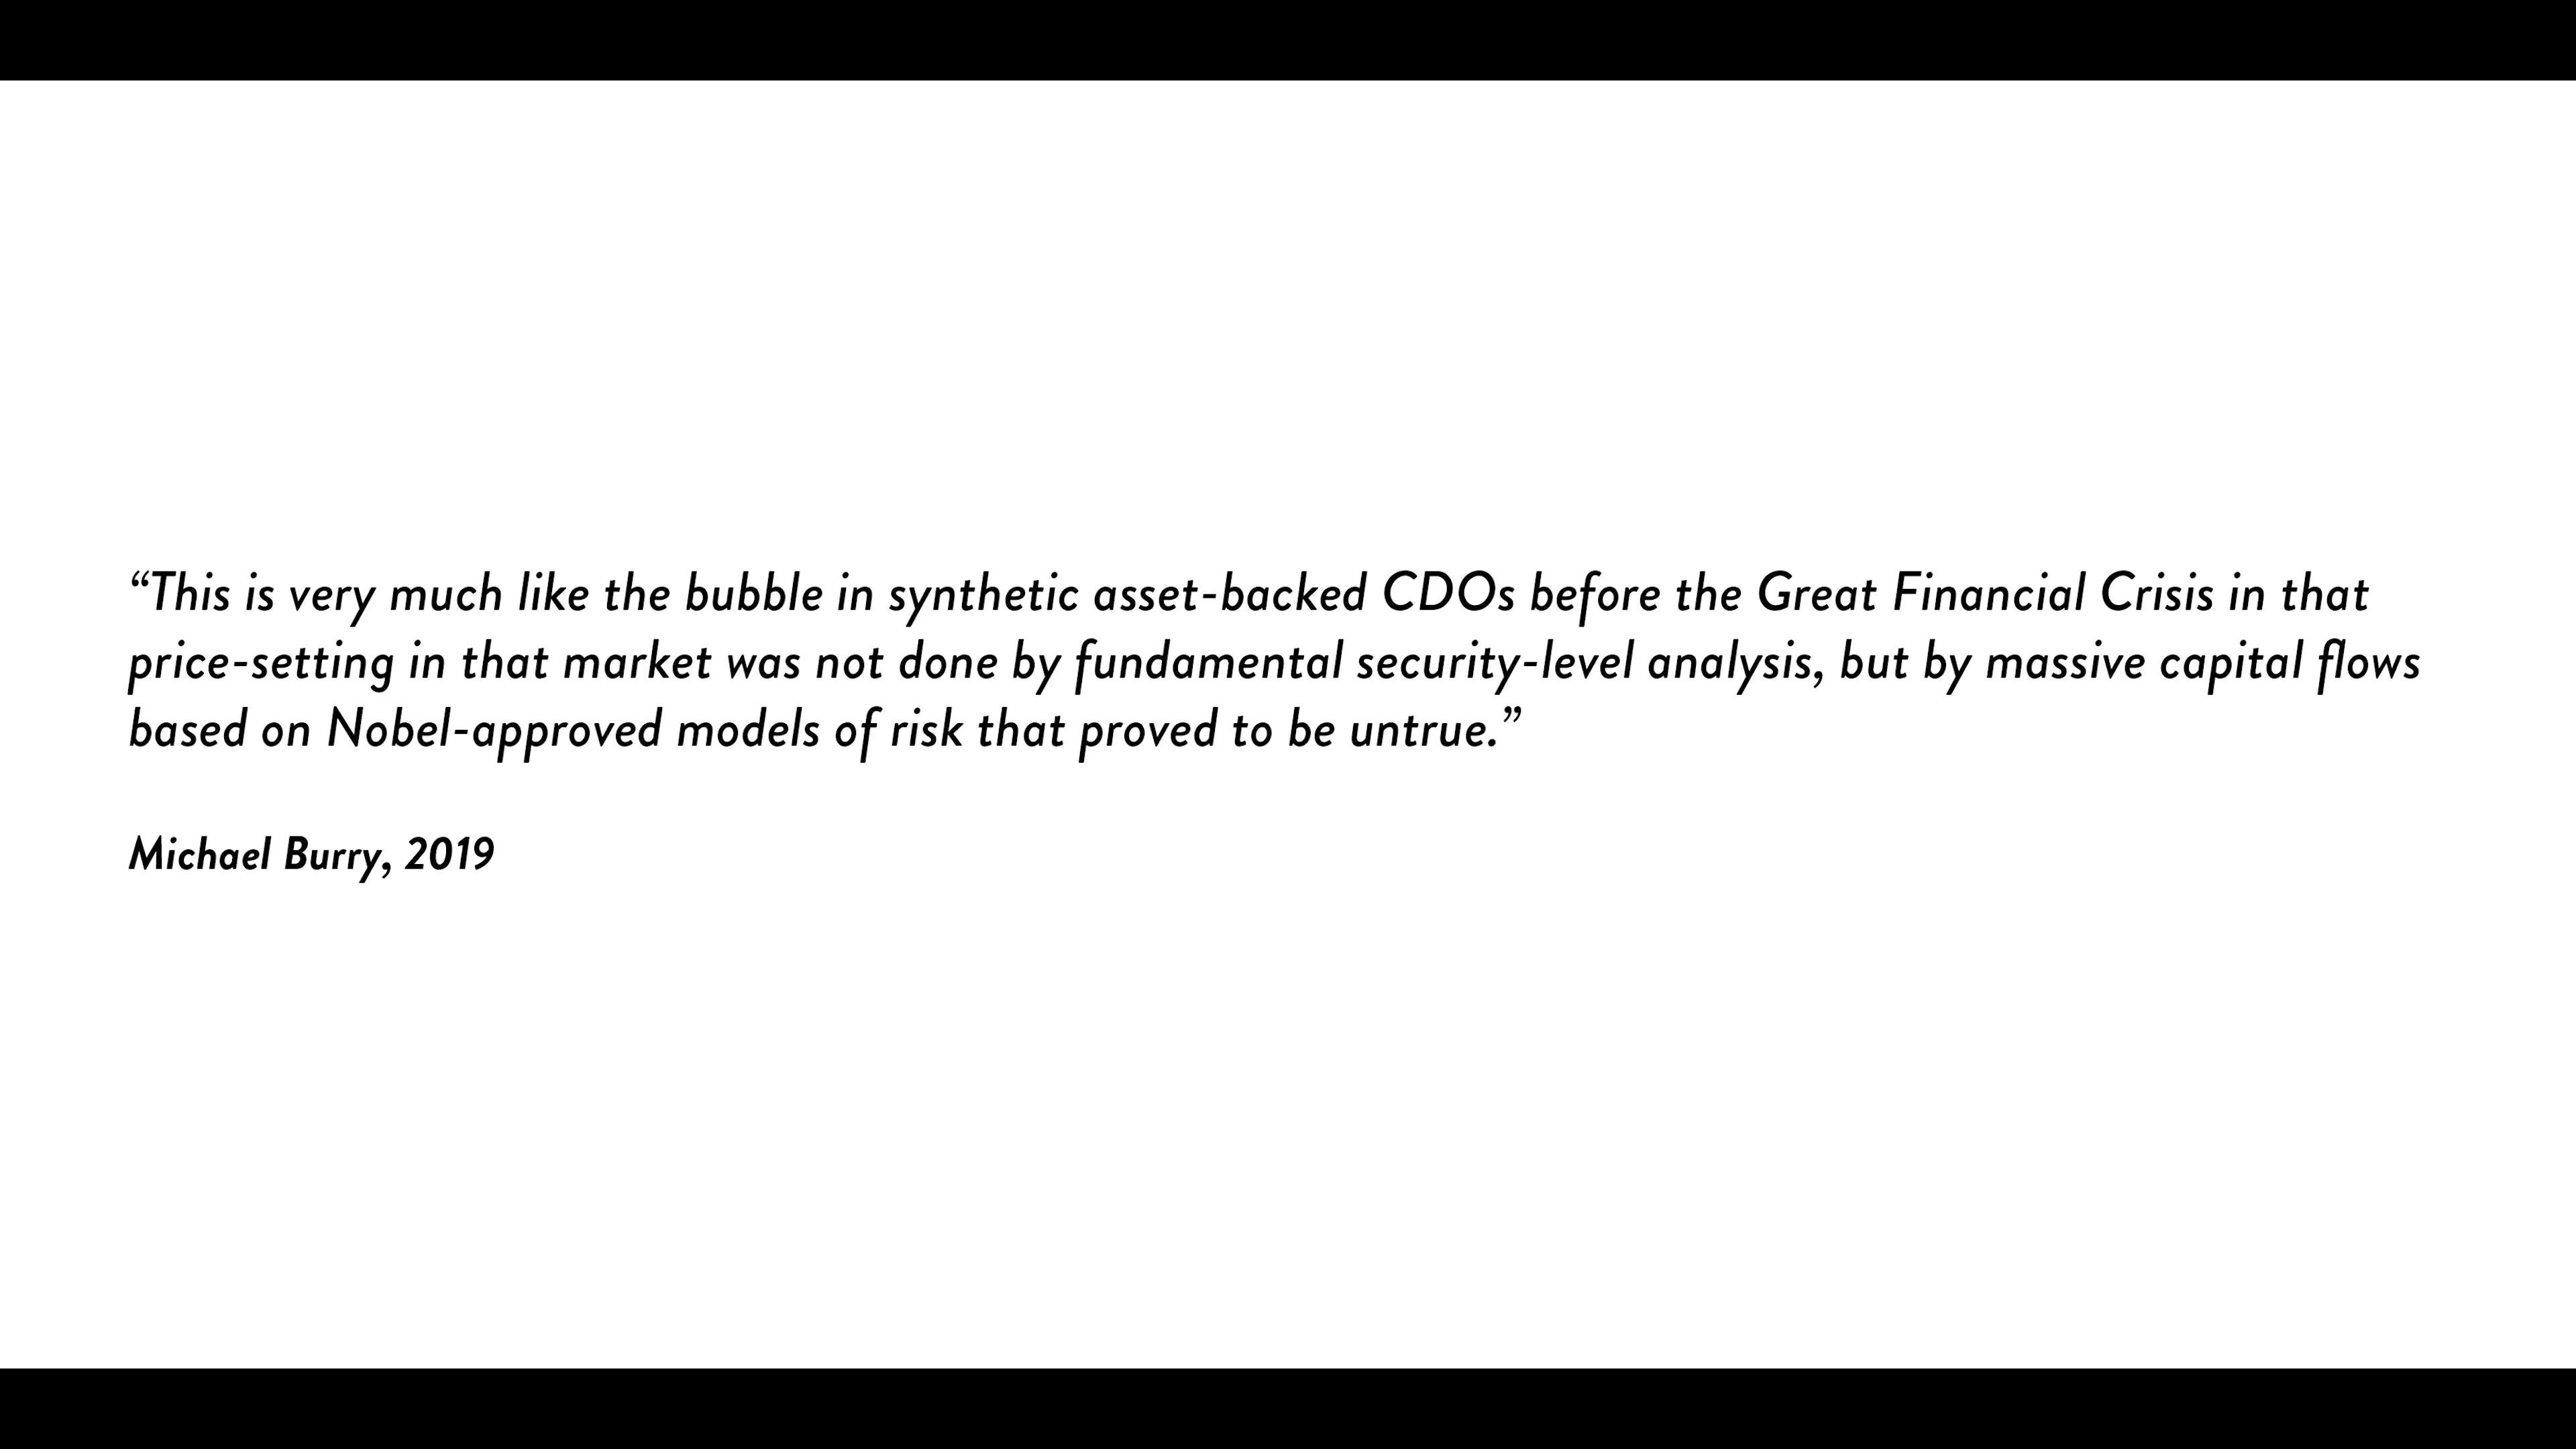 “This is very much like the bubble in synthetic asset-backed CDOs before the Great Financial Crisis in that
price-setting in that market was not done by fundamental security-level analysis, but by massive capital flows
based on Nobel-approved models of risk that proved to be untrue.”
Michael Burry, 2019